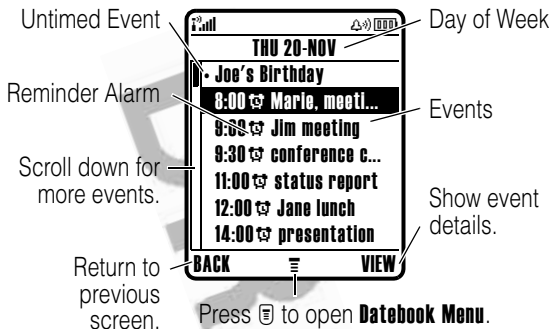 Untimed Event
Day of Week
THU 20-NOV
Joe's Birthday
Reminder Alarm
8:00 Marie, meeti...
Events
9:00 Jim meeting
9:30 conference c...
Scroll down for
more events.
11:00 status report
12:00 Jane lunch
14:00 presentation
Show event
details.
BACK
VIEW
Return to
previous
screen.
Press to open Datebook Menu.